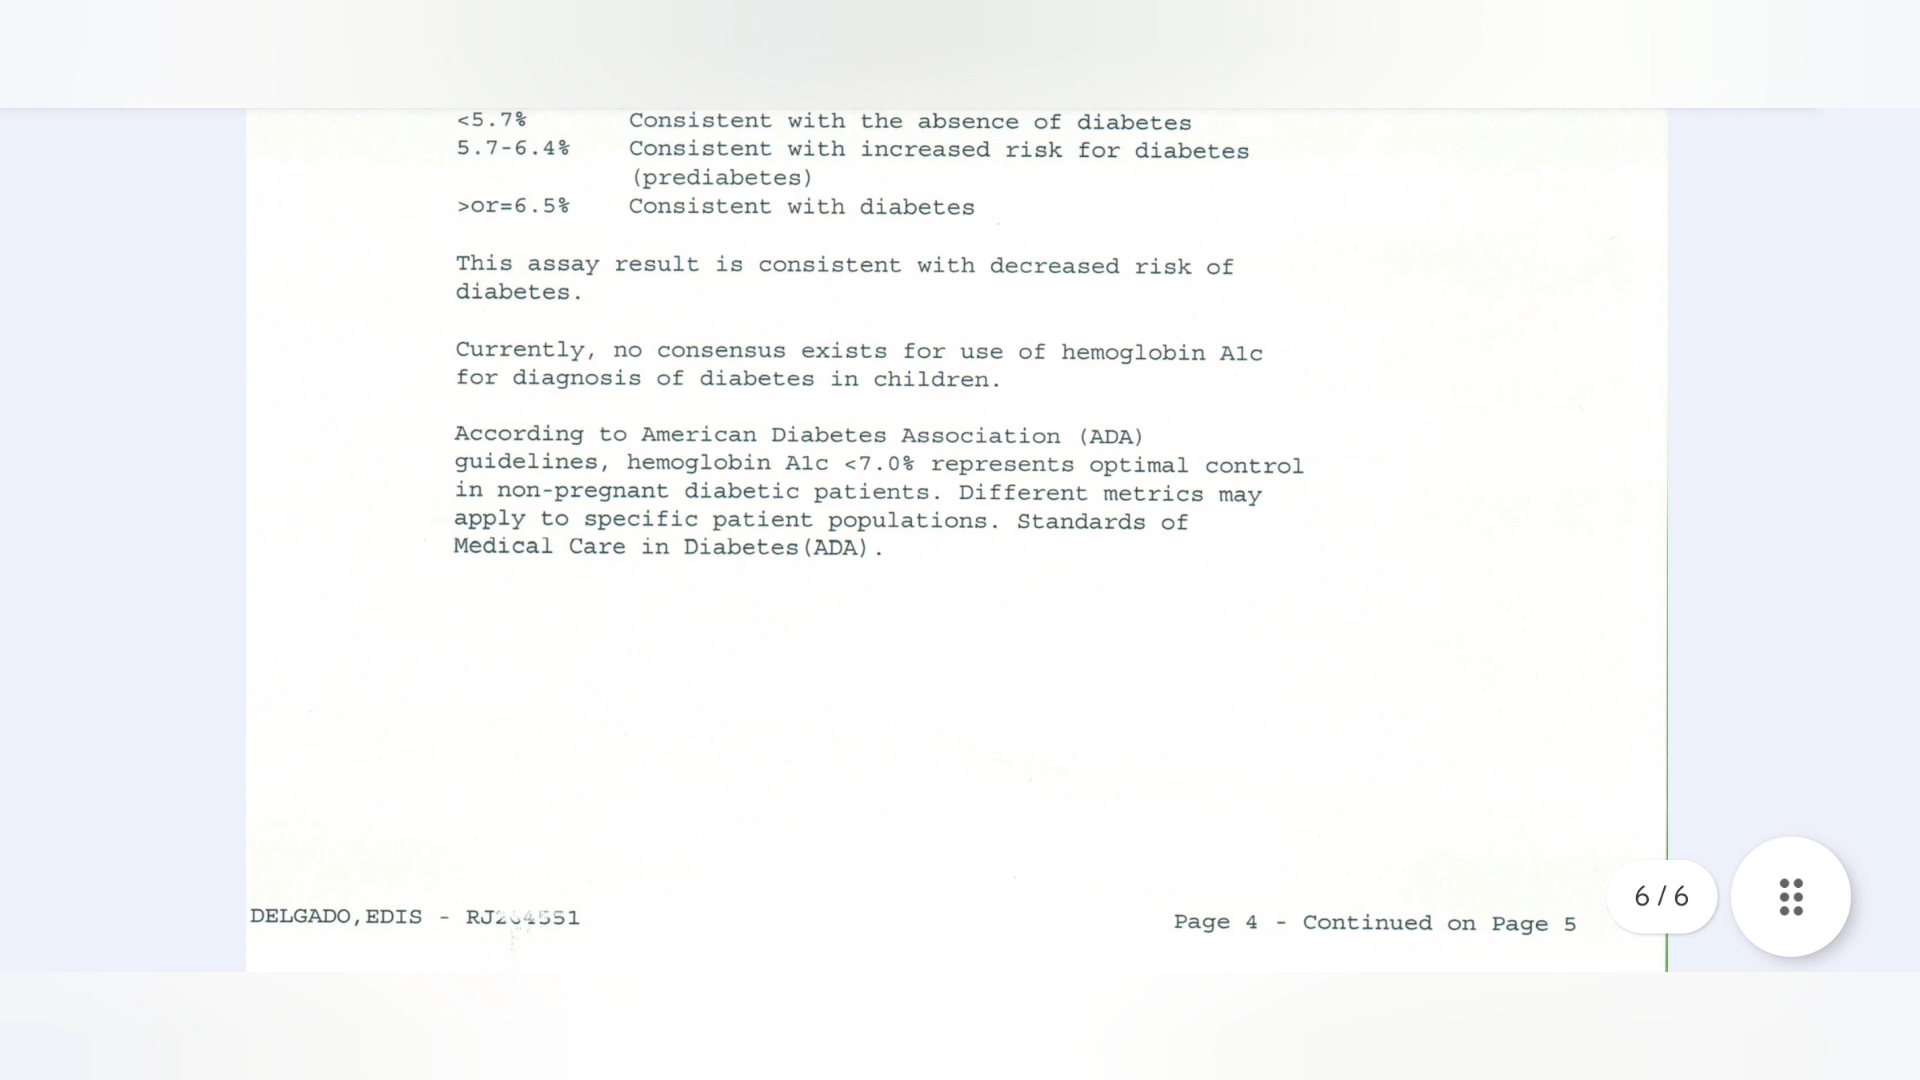 <5.7% Consistent with the absence of diabetes
5.7-6.4% Consistent with increased risk for diabetes
(prediabetes)
>or=6.5% Consistent with diabetes
This assay result is consistent with decreased risk of
diabetes.
Currently, no consensus exists for use of hemoglobin A1c
for diagnosis of diabetes in children.
According to American Diabetes Association (ADA)
guidelines, hemoglobin A1c <7.0% represents optimal control
in non-pregnant diabetic patients. Different metrics may
apply to specific patient populations. Standards of
Medical Care in Diabetes(ADA).
DELGADO,EDIS -
Page 4 - Continued on Page 5
6 / 6